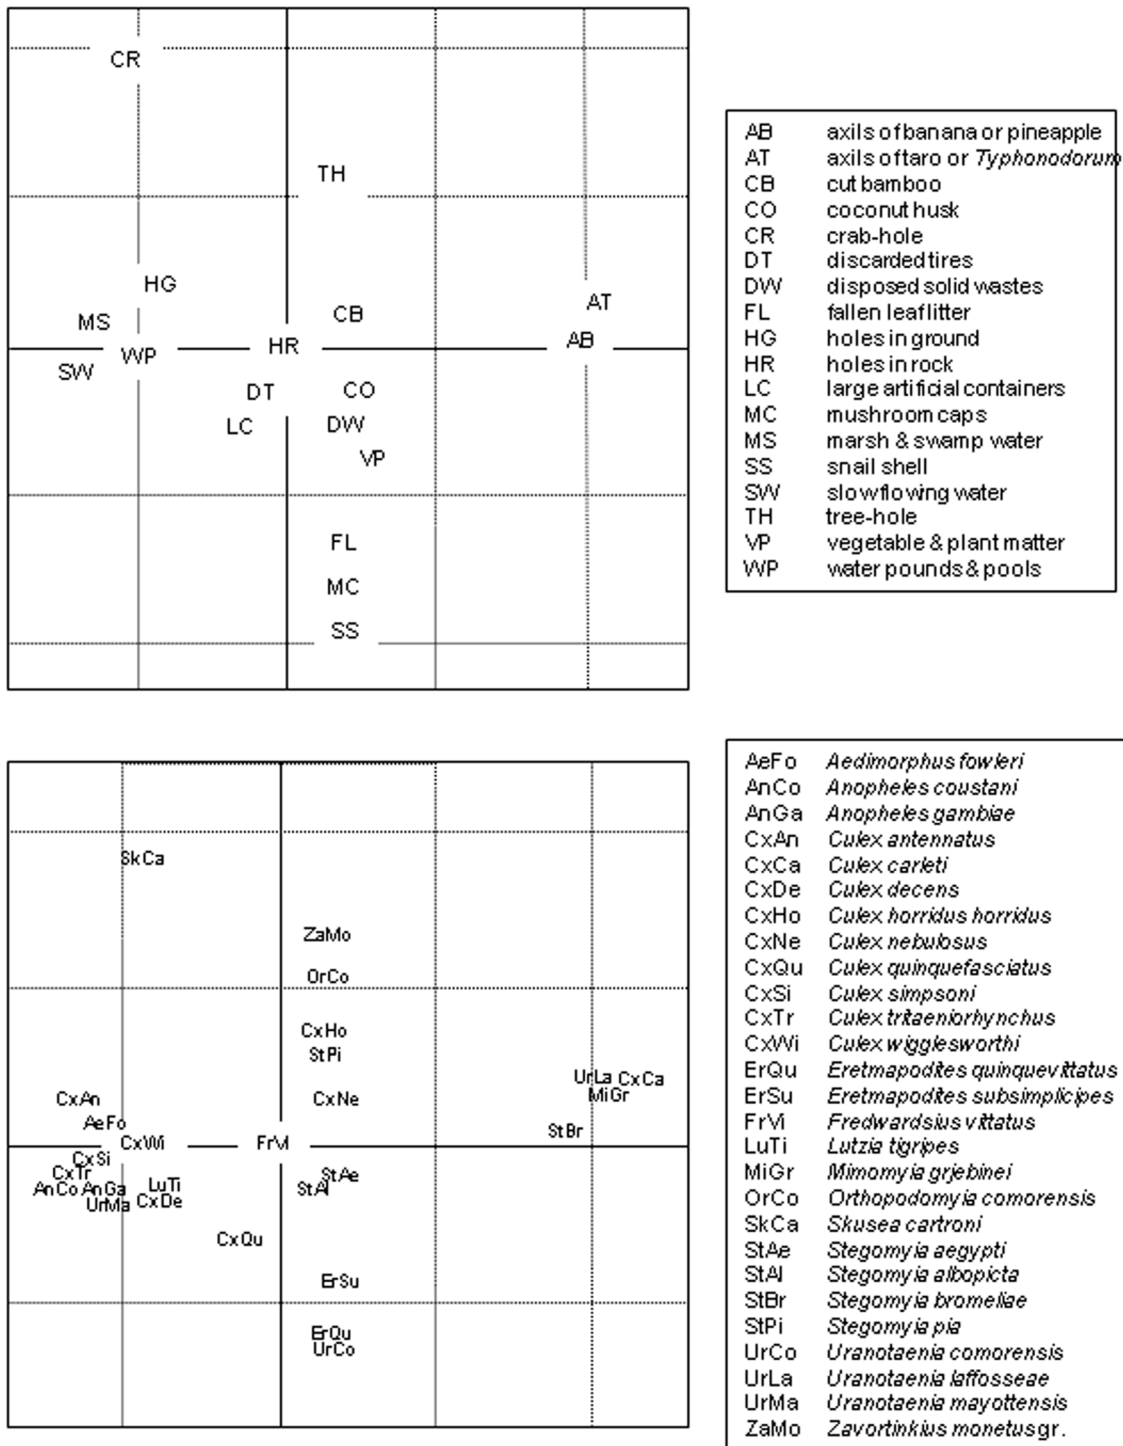 CR
TH
HG
AT
CB
MS
AB
HR
WP
SW
DT
CO
LC
DW
VP
FL
MC
SS
AB axils of banana or pineapple
AT axils of taro or Typhonodorum
CB cut bamboo
CO coconut husk
CR crab-hole
DT discarded tires
DW disposed solid wastes
FL fallen leaf litter
HG holes in ground
HR holes in rock
LC large artificial containers
MC mushroom caps
MS marsh & swamp water
SS snail shell
SW slow flowing water
TH tree-hole
VP vegetable & plant matter
WP water pounds & pools
SkCa
ZaMo
OrCo
CxHo
StPi
UrLa CxCa
MiGr
CxAn
CxNe
AeFo
StBr
CxWi
FrVi
CxSi
CxTr
StAe
LuTi
AnCo AnGa
StAl
UrMa
CxDe
CxQu
ErSu
ErQu
UrCo
AeFo Aedimorphus fowleri
AnCo Anopheles coustani
AnGa Anopheles gambiae
CxAn Culex antennatus
CxCa Culex carleti
CxDe Culex decens
CxHo Culex horridus horridus
CxNe Culex nebulosus
CxQu Culex quinquefasciatus
CxSi Culex simpsoni
CxTr Culex tritaeniorhynchus
CxWi Culex wigglesworthi
ErQu Eretmapodites quinquevittatus
ErSu Eretmapodites subsimplicipes
FrVi Fredwardsius vittatus
LuTi Lutzia tigripes
MiGr Mimomyia grjebinei
OrCo Orthopodomyia comorensis
SkCa Skusea cartroni
StAe Stegomyia aegypti
StAl Stegomyia albopicta
StBr Stegomyia bromeliae
StPi Stegomyia pia
UrCo Uranotaenia comorensis
UrLa Uranotaenia laffosseae
UrMa Uranotaenia mayottensis
ZaMo Zavortinkius monetus gr.